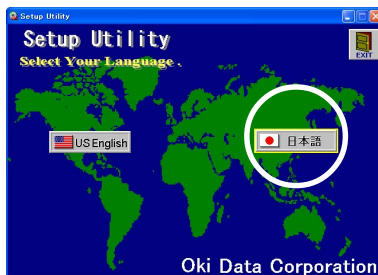 Setup Utility
Setup Utility
EXIT
Select Your Language .
US English
日本語
Oki Data Corporation